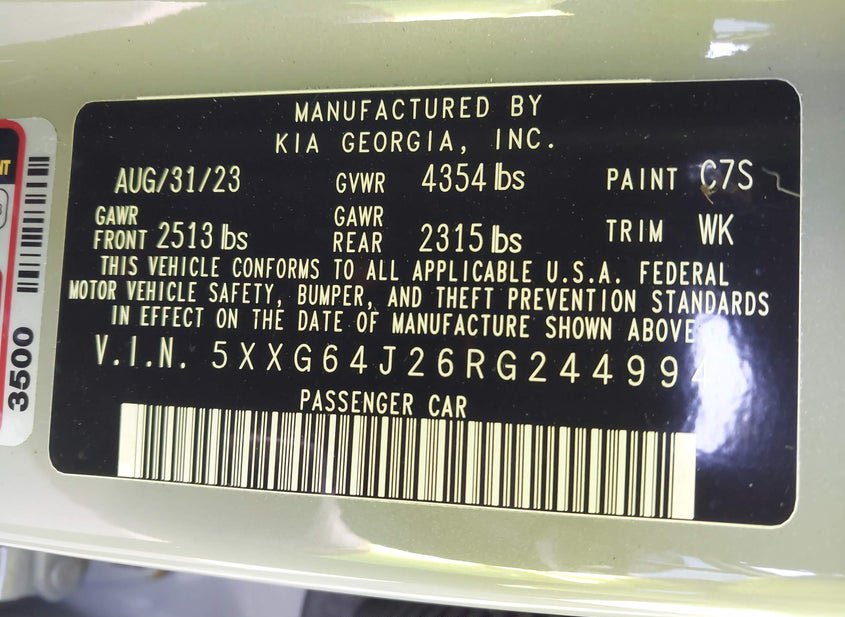 MANUFACTURED BY
KIA GEORGIA, INC.
AUG/31/23 GVWR 4354 lbs PAINT C7S
GAWR FRONT 2513 lbs GAWR REAR 2315 lbs TRIM WK
THIS VEHICLE CONFORMS TO ALL APPLICABLE U.S.A. FEDERAL
MOTOR VEHICLE SAFETY, BUMPER, AND THEFT PREVENTION STANDARDS
IN EFFECT ON THE DATE OF MANUFACTURE SHOWN ABOVE
V.I.N. 5XXG64J26RG244994
PASSENGER CAR
3500